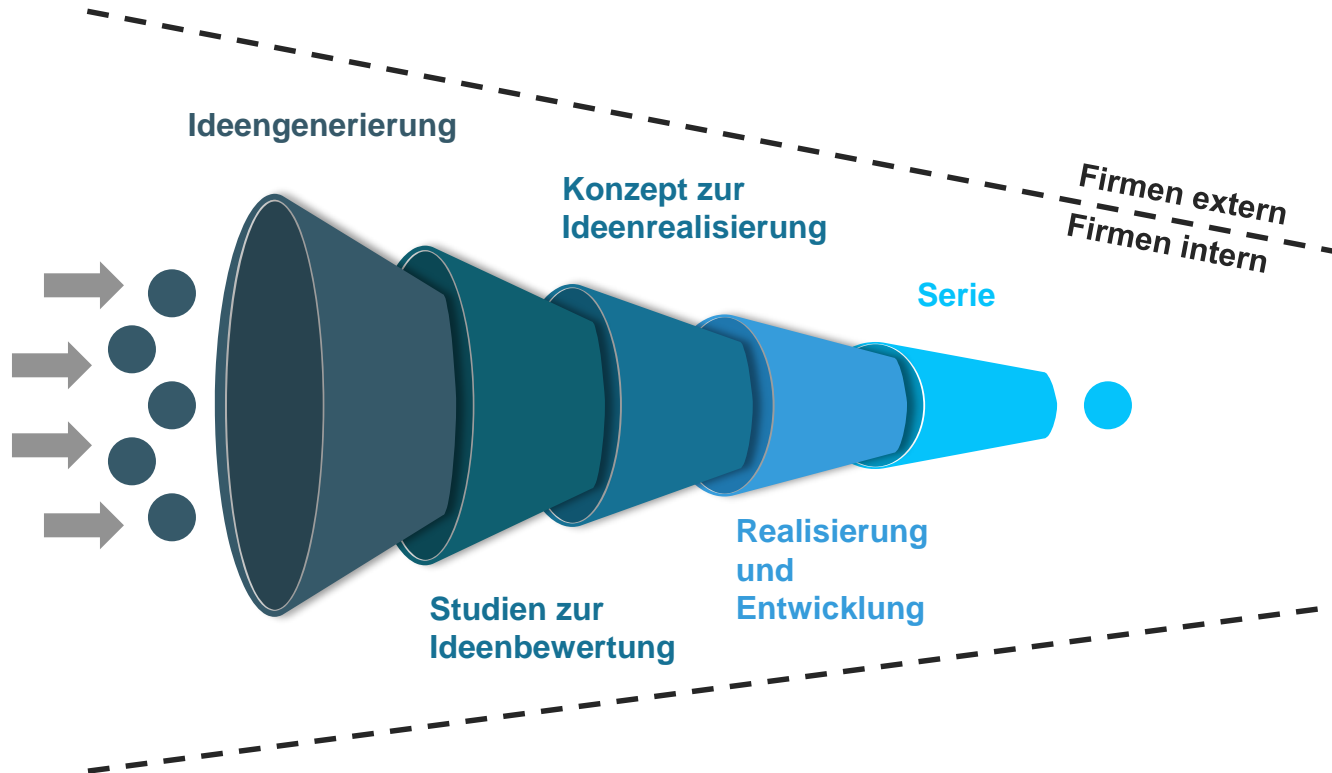 Ideengenerierung
Konzept zur
Ideenrealisierung
Firmen extern
Firmen intern
Serie
Realisierung
und
Entwicklung
Studien zur
Ideenbewertung